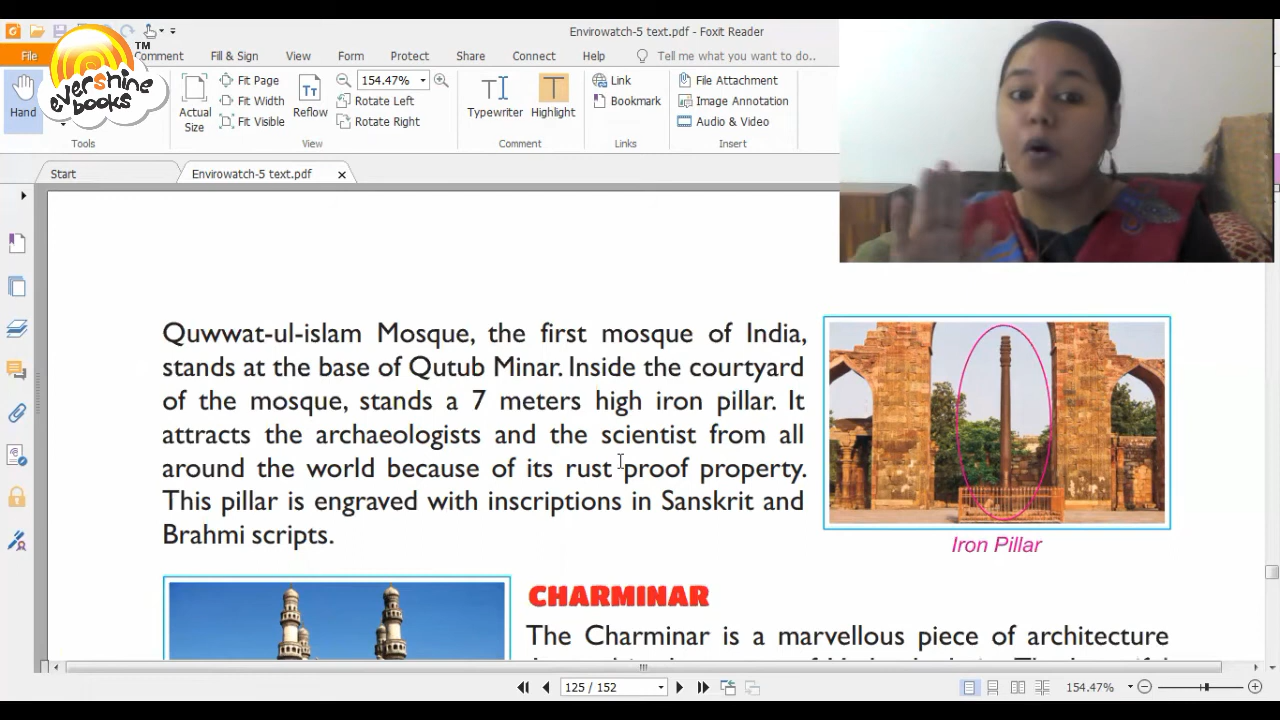 Envirowatch-5 text.pdf - Foxit Reader
TM
evershine
books
File
Comment
Fill & Sign
View
Form
Protect
Share
Connect
Help
Tell me what you want to do..
Hand
Actual
Size
Fit Page
Fit Width
Fit Visible
Reflow
154.47%
Rotate Left
Rotate Right
Typewriter
Highlight
Link
Bookmark
File Attachment
Image Annotation
Audio & Video
Tools
View
Comment
Links
Insert
Start
Envirowatch-5 text.pdf
Quwwat-ul-islam Mosque, the first mosque of India,
stands at the base of Qutub Minar. Inside the courtyard
of the mosque, stands a 7 meters high iron pillar. It
attracts the archaeologists and the scientist from all
around the world because of its rust proof property.
This pillar is engraved with inscriptions in Sanskrit and
Brahmi scripts.
Iron Pillar
CHARMINAR
The Charminar is a marvellous piece of architecture
125 / 152
154.47%